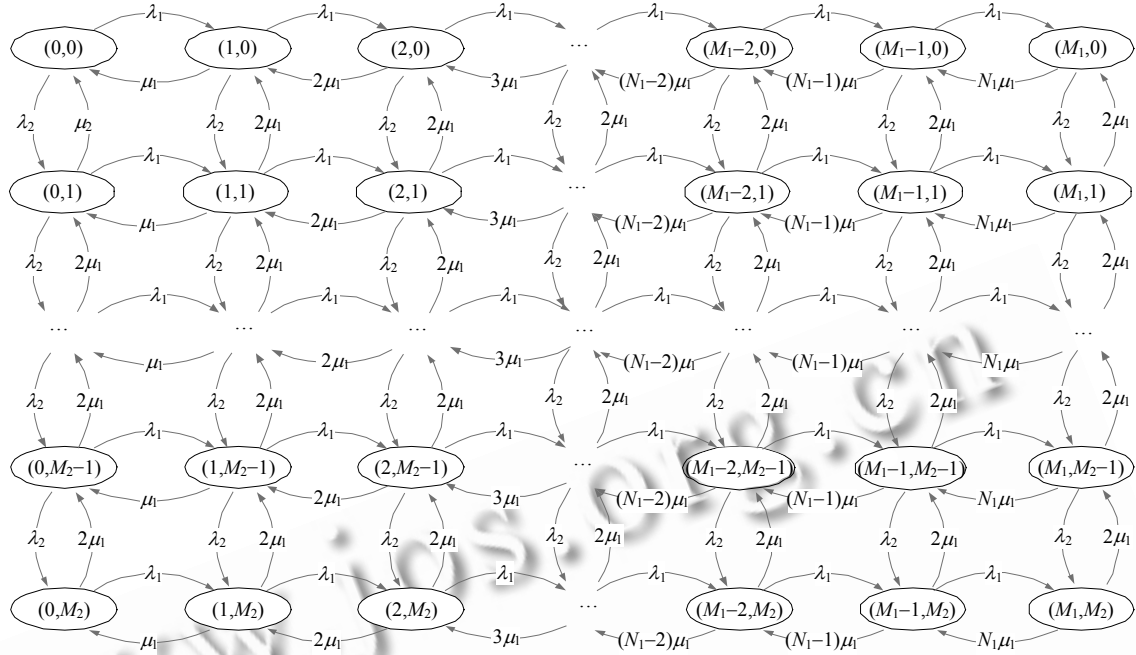 λ₁ λ₁ λ₁ λ₁ λ₁ λ₁
(0,0) (1,0) (2,0) ... (M₁−2,0) (M₁−1,0) (M₁,0)
μ₁ 2μ₁ 3μ₁ (N₁−2)μ₁ (N₁−1)μ₁ N₁μ₁
λ₂ μ₂ λ₂ 2μ₁ λ₂ 2μ₁ λ₂ 2μ₁ λ₂ 2μ₁ λ₂ 2μ₁ λ₂ 2μ₁
λ₁ λ₁ λ₁ λ₁ λ₁ λ₁
(0,1) (1,1) (2,1) ... (M₁−2,1) (M₁−1,1) (M₁,1)
μ₁ 2μ₁ 3μ₁ (N₁−2)μ₁ (N₁−1)μ₁ N₁μ₁
λ₂ 2μ₁ λ₂ 2μ₁ λ₂ 2μ₁ λ₂ 2μ₁ λ₂ 2μ₁ λ₂ 2μ₁ λ₂ 2μ₁
λ₁ λ₁ λ₁ λ₁ λ₁ λ₁
... ... ... ... ... ... ...
μ₁ 2μ₁ 3μ₁ (N₁−2)μ₁ (N₁−1)μ₁ N₁μ₁
λ₂ 2μ₁ λ₂ 2μ₁ λ₂ 2μ₁ λ₂ 2μ₁ λ₂ 2μ₁ λ₂ 2μ₁ λ₂ 2μ₁
λ₁ λ₁ λ₁ λ₁ λ₁ λ₁
(0,M₂−1) (1,M₂−1) (2,M₂−1) ... (M₁−2,M₂−1) (M₁−1,M₂−1) (M₁,M₂−1)
μ₁ 2μ₁ 3μ₁ (N₁−2)μ₁ (N₁−1)μ₁ N₁μ₁
λ₂ 2μ₁ λ₂ 2μ₁ λ₂ 2μ₁ λ₂ 2μ₁ λ₂ 2μ₁ λ₂ 2μ₁ λ₂ 2μ₁
λ₁ λ₁ λ₁ λ₁ λ₁ λ₁
(0,M₂) (1,M₂) (2,M₂) ... (M₁−2,M₂) (M₁−1,M₂) (M₁,M₂)
μ₁ 2μ₁ 3μ₁ (N₁−2)μ₁ (N₁−1)μ₁ N₁μ₁
w.jos.org.cn